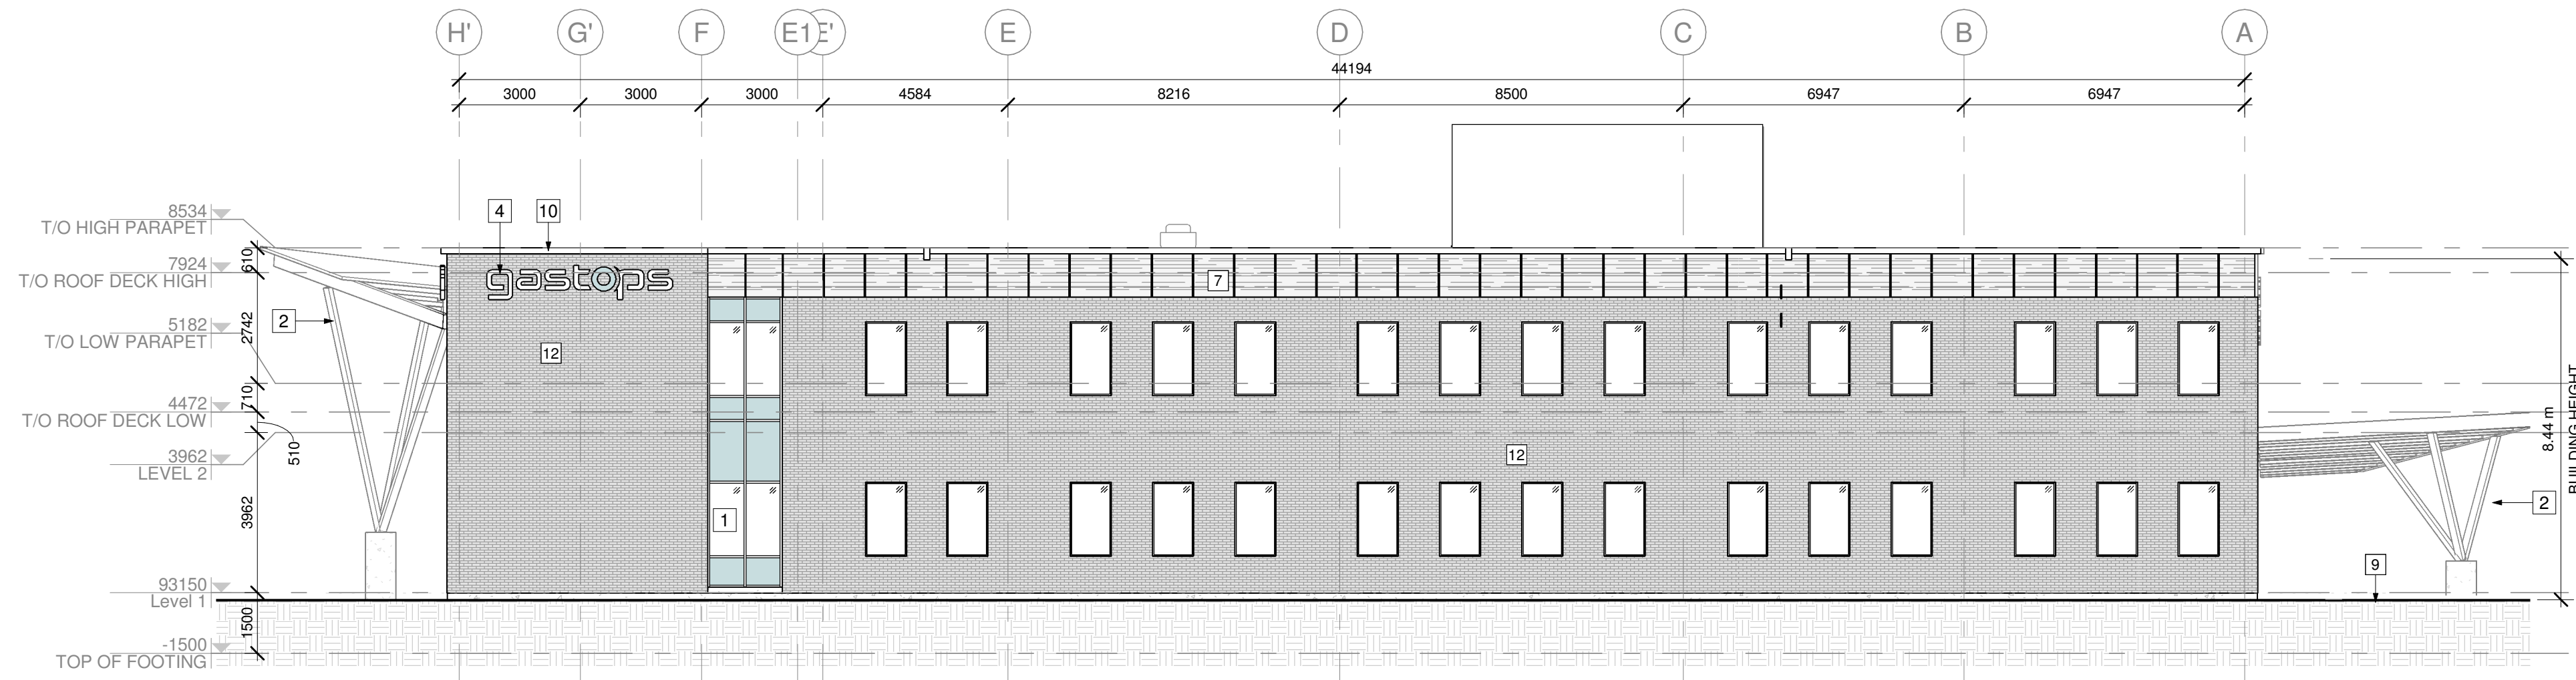 H' G' F E1 E' E D C B A
44194
3000 3000 3000 4584 8216 8500 6947 6947
8534
T/O HIGH PARAPET
610
7924
T/O ROOF DECK HIGH
2742
5182
T/O LOW PARAPET
710
4472
T/O ROOF DECK LOW
510
3962
LEVEL 2
3962
93150
Level 1
1500
-1500
TOP OF FOOTING
4 10
gastops
7
2
12
12
1
2
9
8.44 m
BUILDING HEIGHT